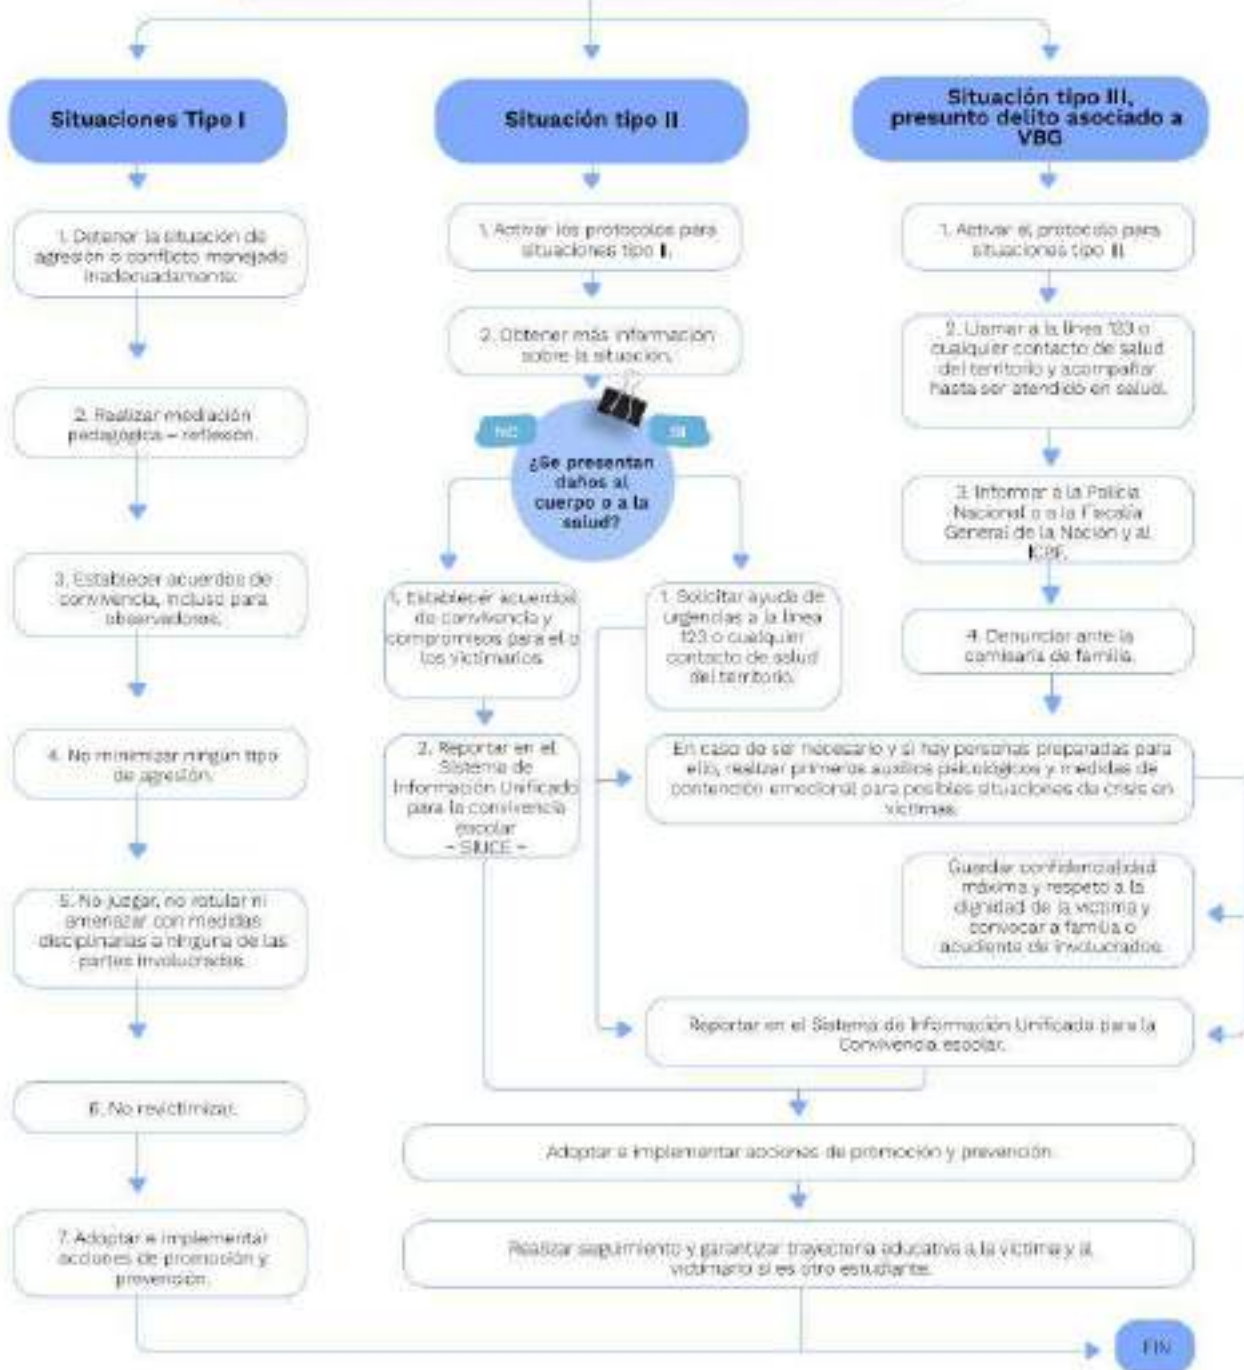 Situaciones Tipo I
1. Detener la situación de
agresión o conflicto manejado
inadecuadamente.
2. Realizar mediación
pedagógica – reflexión.
3. Establecer acuerdos de
convivencia, incluso para
observadores.
4. No minimizar ningún tipo
de agresión.
5. No juzgar, no rotular ni
amenazar con medidas
disciplinarias a ninguna de las
partes involucradas.
6. No revictimizar.
7. Adoptar e implementar
acciones de promoción y
prevención.
Situación tipo II
1. Activar los protocolos para
situaciones tipo II.
2. Obtener más información
sobre la situación.
NO
SI
¿Se presentan
daños al
cuerpo o a la
salud?
1. Establecer acuerdos
de convivencia y
compromisos para el o
los victimarios.
2. Reportar en el
Sistema de
Información Unificado
para la convivencia
escolar
– SIUCE –
1. Solicitar ayuda de
urgencias a la línea
123 o cualquier
contacto de salud
del territorio.
Situación tipo III,
presunto delito asociado a
VBG
1. Activar el protocolo para
situaciones tipo III
2. Llamar a la línea 123 o
cualquier contacto de salud
del territorio y acompañar
hasta ser atendido en salud.
3. Informar a la Policía
Nacional o a la Fiscalía
General de la Nación y al
ICBF.
4. Denunciar ante la
comisaría de familia.
En caso de ser necesario y si hay personas preparadas para
ello, realizar primeros auxilios psicológicos y medidas de
contención emocional para posibles situaciones de crisis en
víctimas.
Guardar confidencialidad
máxima y respeto a la
dignidad de la víctima y
convocar a familia o
acudiente de involucrados.
Reportar en el Sistema de Información Unificado para la
Convivencia escolar.
Adoptar e implementar acciones de promoción y prevención.
Realizar seguimiento y garantizar trayectoria educativa a la víctima y al
victimario si es otro estudiante.
FIN